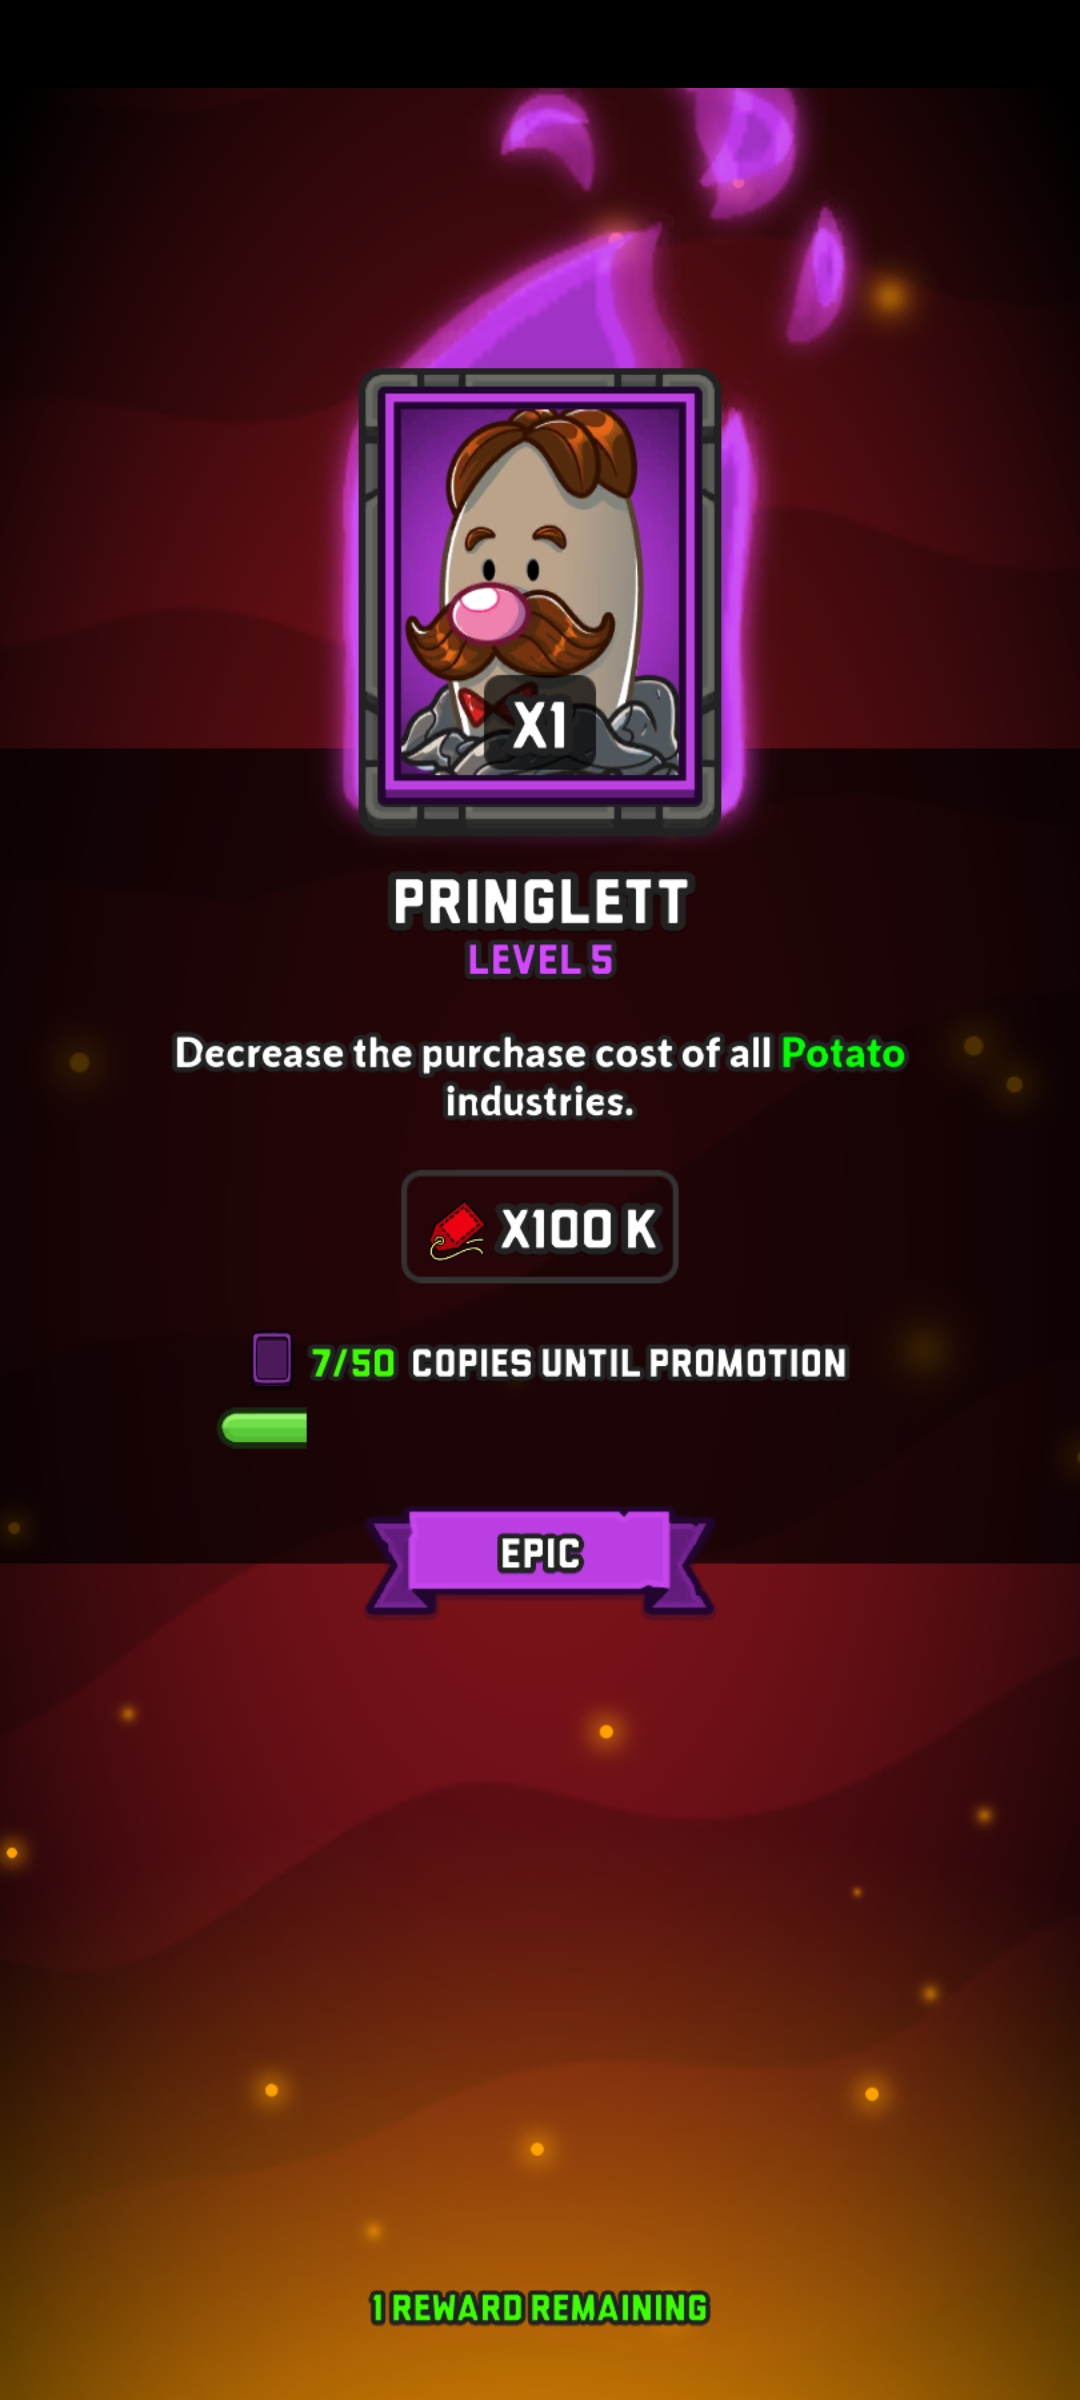 X1
PRINGLETT
LEVEL 5
Decrease the purchase cost of all Potato
industries.
X100 K
7/50 COPIES UNTIL PROMOTION
EPIC
1 REWARD REMAINING